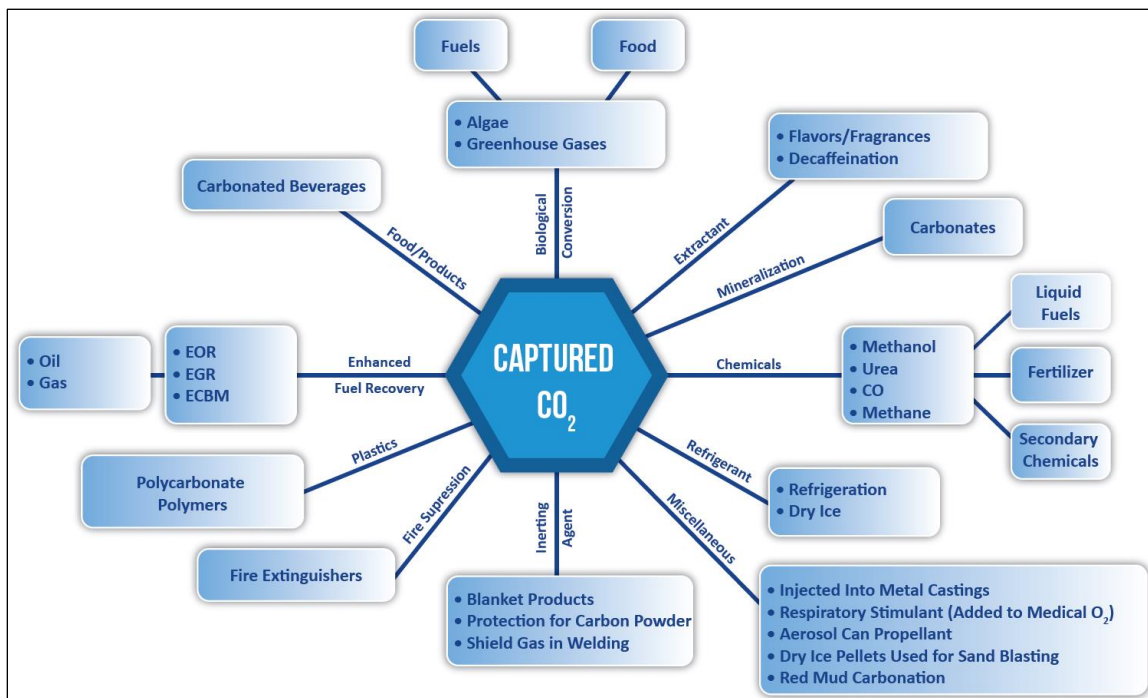 Fuels
Food
• Algae
• Greenhouse Gases
Biological
Conversion
• Flavors/Fragrances
• Decaffeination
Extractant
Carbonated Beverages
Food/Products
Carbonates
Mineralization
CAPTURED
CO₂
• Oil
• Gas
• EOR
• EGR
• ECBM
Enhanced
Fuel Recovery
Chemicals
• Methanol
• Urea
• CO
• Methane
Liquid
Fuels
Fertilizer
Secondary
Chemicals
Plastics
Polycarbonate
Polymers
Refrigerant
• Refrigeration
• Dry Ice
Fire Supression
Fire Extinguishers
Inerting
Agent
• Blanket Products
• Protection for Carbon Powder
• Shield Gas in Welding
Miscellaneous
• Injected Into Metal Castings
• Respiratory Stimulant (Added to Medical O₂)
• Aerosol Can Propellant
• Dry Ice Pellets Used for Sand Blasting
• Red Mud Carbonation